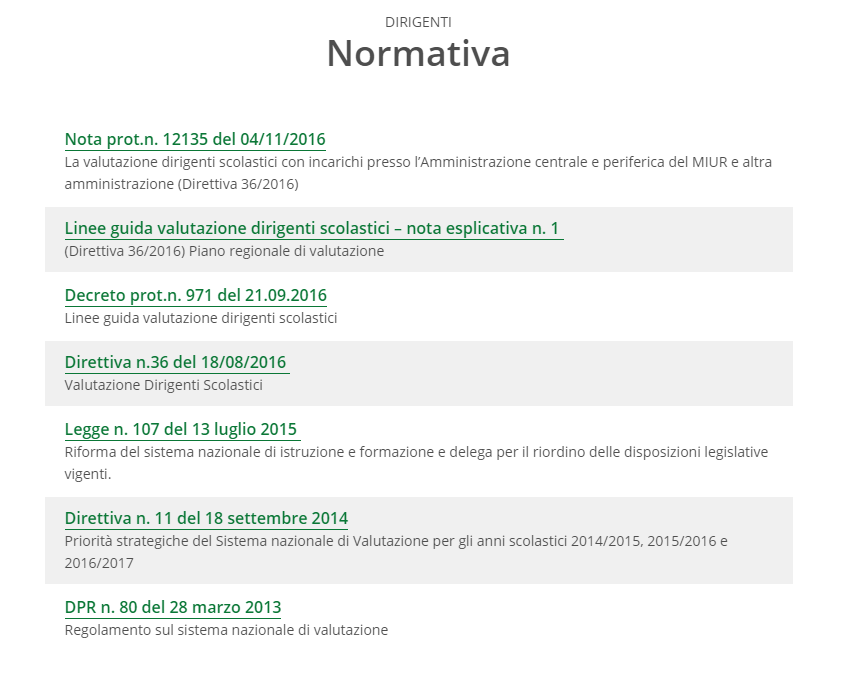 DIRIGENTI
Normativa
Nota prot.n. 12135 del 04/11/2016
La valutazione dirigenti scolastici con incarichi presso l’Amministrazione centrale e periferica del MIUR e altra
amministrazione (Direttiva 36/2016)
Linee guida valutazione dirigenti scolastici – nota esplicativa n. 1
(Direttiva 36/2016) Piano regionale di valutazione
Decreto prot.n. 971 del 21.09.2016
Linee guida valutazione dirigenti scolastici
Direttiva n.36 del 18/08/2016
Valutazione Dirigenti Scolastici
Legge n. 107 del 13 luglio 2015
Riforma del sistema nazionale di istruzione e formazione e delega per il riordino delle disposizioni legislative
vigenti.
Direttiva n. 11 del 18 settembre 2014
Priorità strategiche del Sistema nazionale di Valutazione per gli anni scolastici 2014/2015, 2015/2016 e
2016/2017
DPR n. 80 del 28 marzo 2013
Regolamento sul sistema nazionale di valutazione